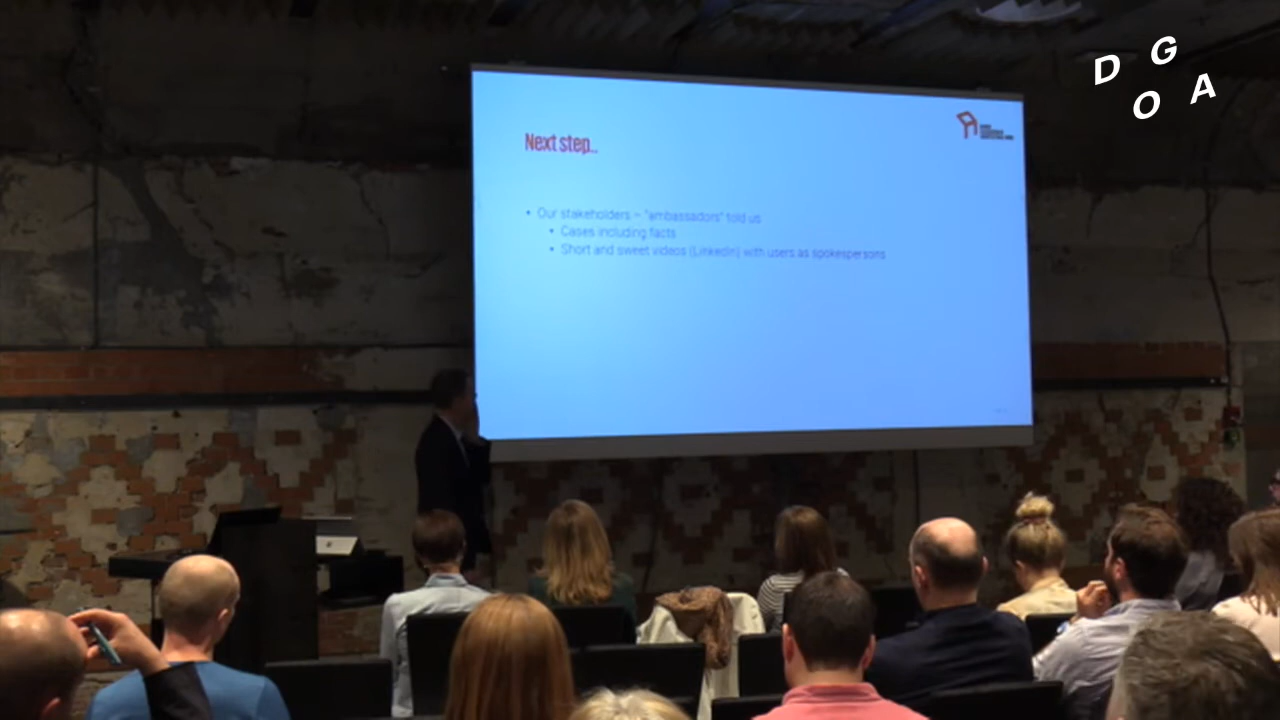 D G
O A
Next step...
• Our stakeholders – "ambassadors" told us
• Cases including facts
• Short and sweet videos (LinkedIn) with users as spokespersons